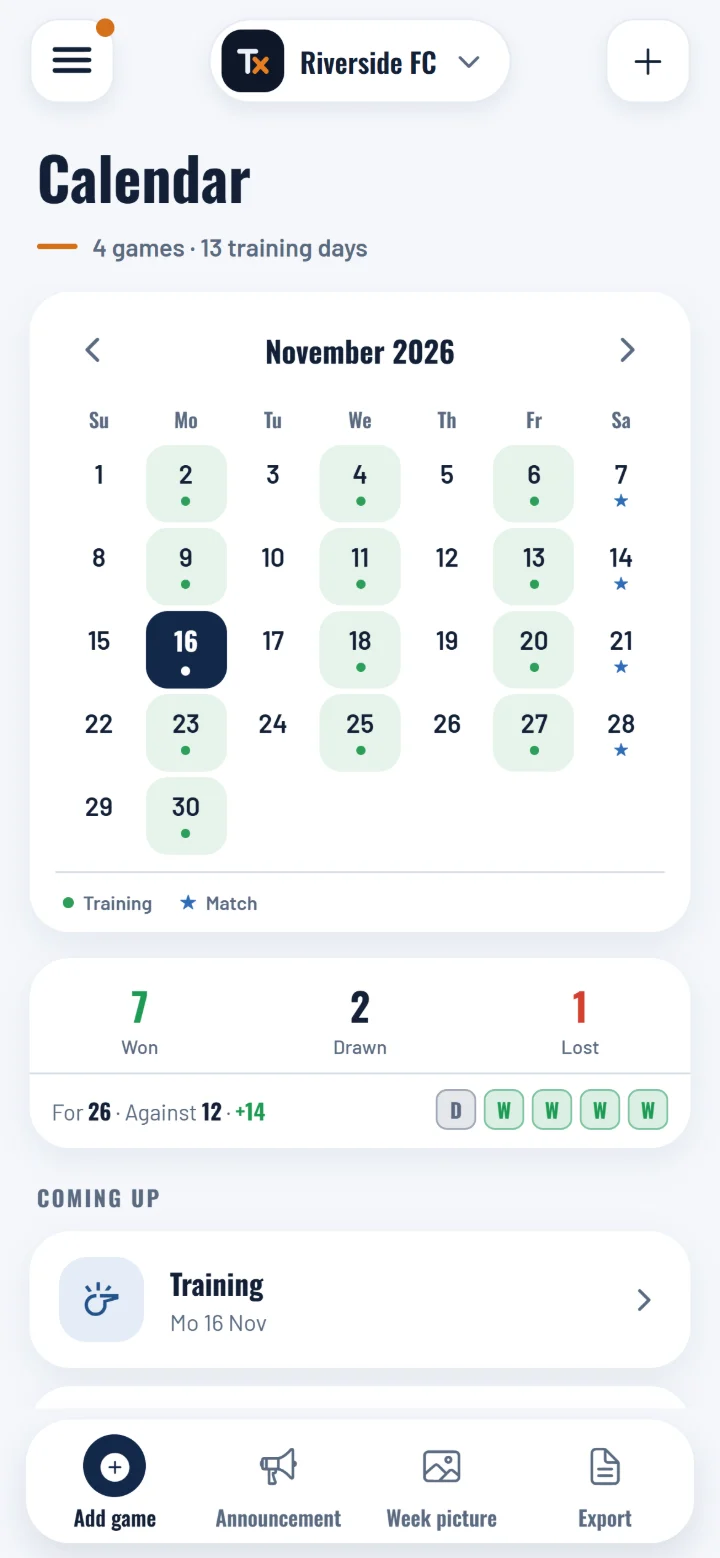 Tx Riverside FC
Calendar
4 games · 13 training days
November 2026
Su Mo Tu We Th Fr Sa
1 2 3 4 5 6 7
8 9 10 11 12 13 14
15 16 17 18 19 20 21
22 23 24 25 26 27 28
29 30
Training Match
7 2 1
Won Drawn Lost
For 26 · Against 12 · +14 D W W W W
COMING UP
Training
Mo 16 Nov
Add game Announcement Week picture Export